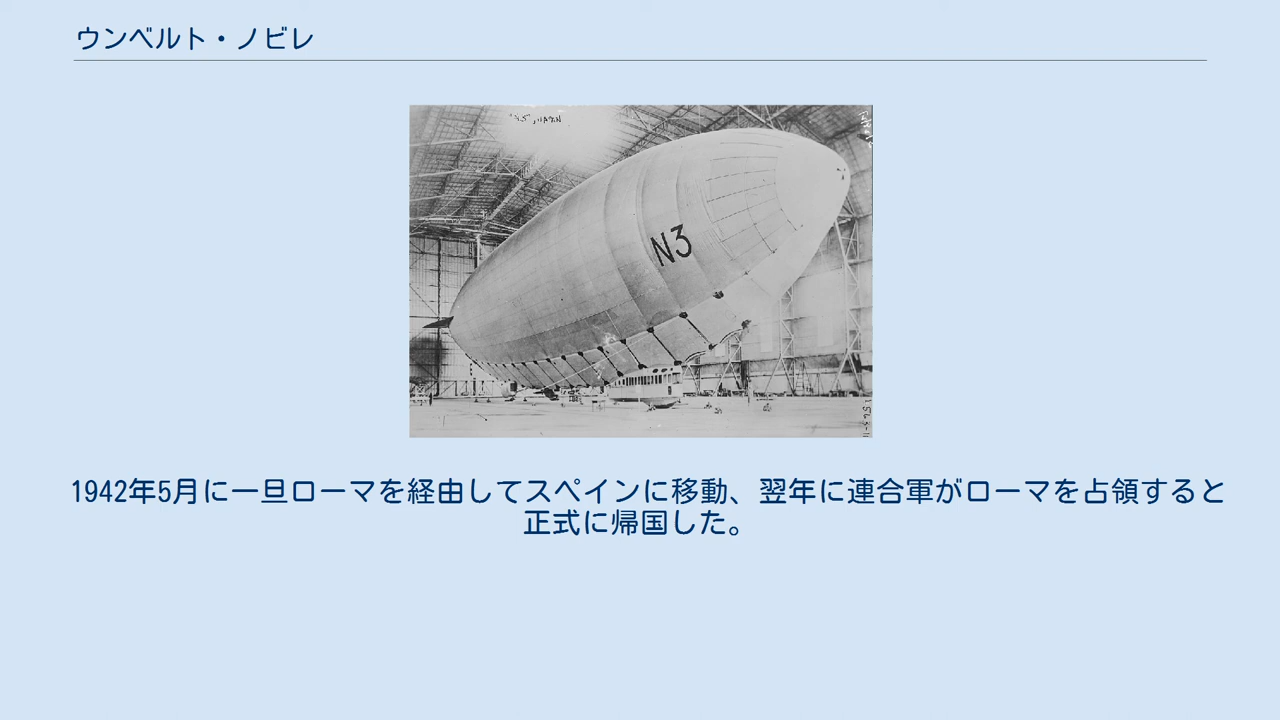 ウンベルト・ノビレ
N3
1942年5月に一旦ローマを経由してスペインに移動、翌年に連合軍がローマを占領すると
正式に帰国した。